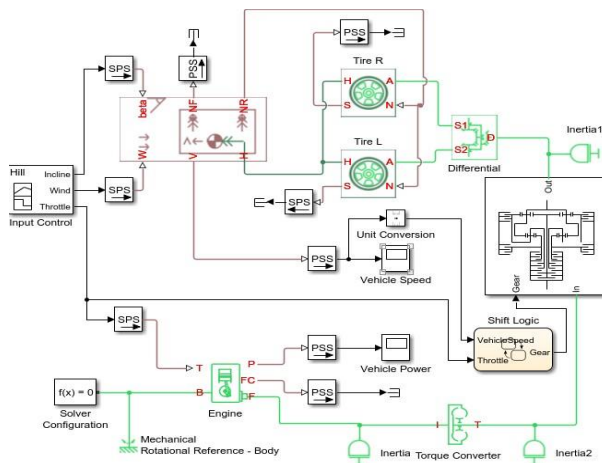 PSS
SPS
PSS
Tire R
beta
NF
NR
H
A
S
N
W
V
H
Tire L
H
A
S
N
S1
S2
D
Differential
Inertia1
SPS
SPS
Hill
Incline
Wind
Throttle
Input Control
Unit Conversion
PSS
Vehicle Speed
Out
Gear
In
SPS
Shift Logic
VehicleSpeed
Gear
Throttle
T
P
PSS
Vehicle Power
f(x) = 0
B
FC
F
PSS
Solver
Configuration
Engine
Mechanical
Rotational Reference - Body
I
T
Inertia
Torque Converter
Inertia2